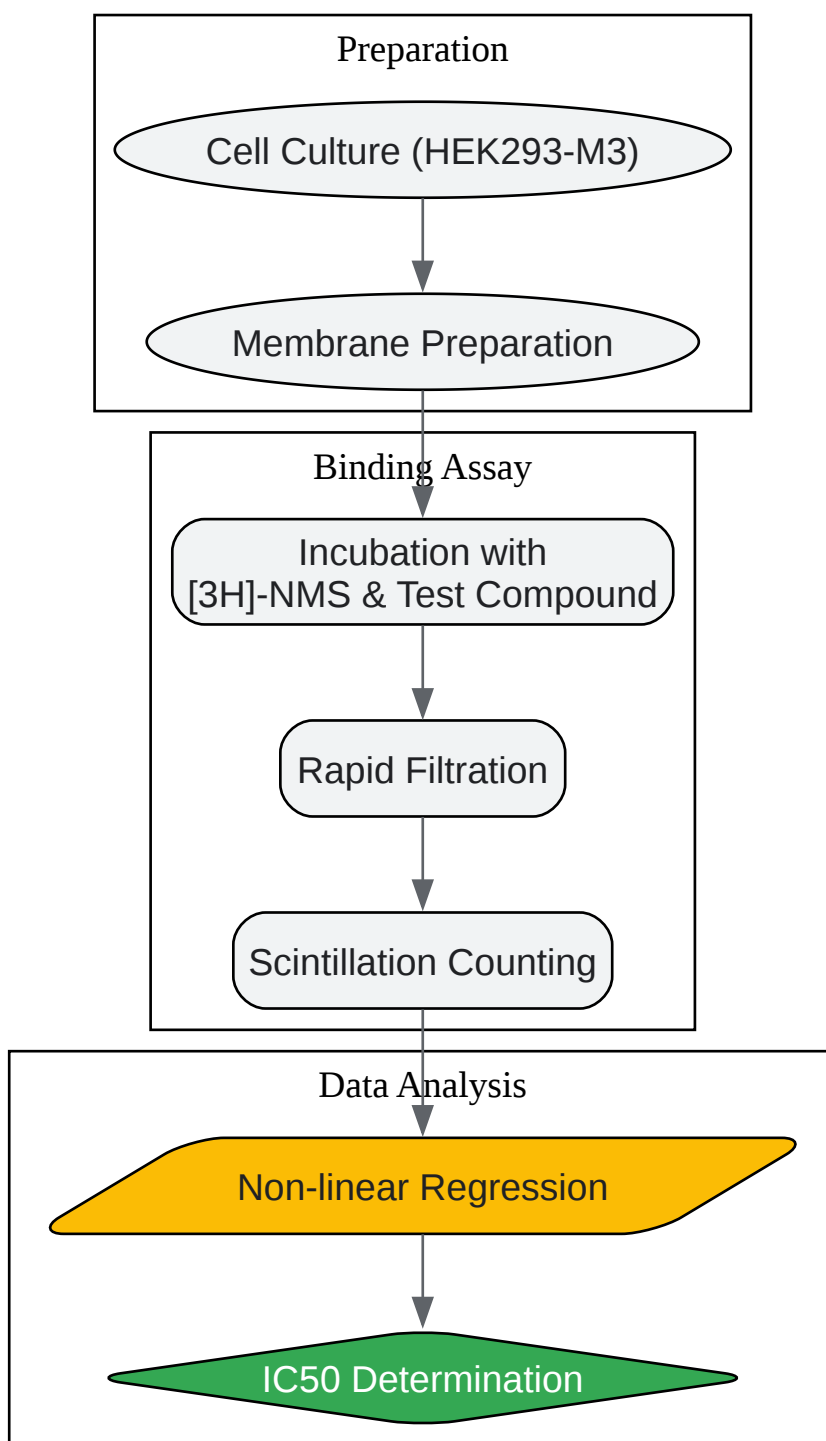 Preparation
Cell Culture (HEK293-M3)
Membrane Preparation
Binding Assay
Incubation with
[3H]-NMS & Test Compound
Rapid Filtration
Scintillation Counting
Data Analysis
Non-linear Regression
IC50 Determination